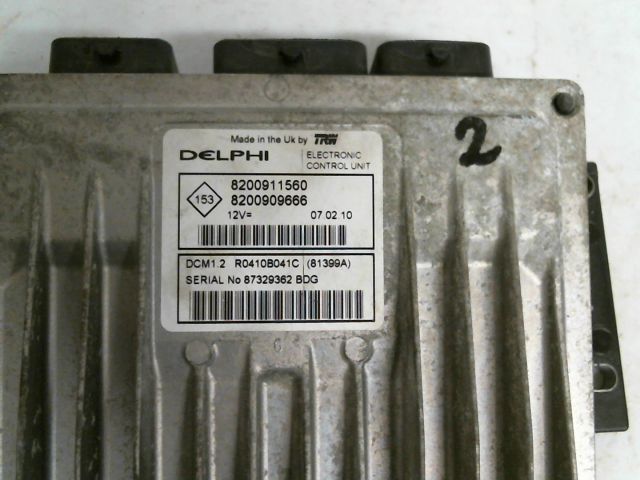 Made in the Uk by TRW
DELPHI
ELECTRONIC
CONTROL UNIT
153
8200911560
8200909666
12V=
07 02 10
DCM1.2 R0410B041C (81399A)
SERIAL No 87329362 BDG
2